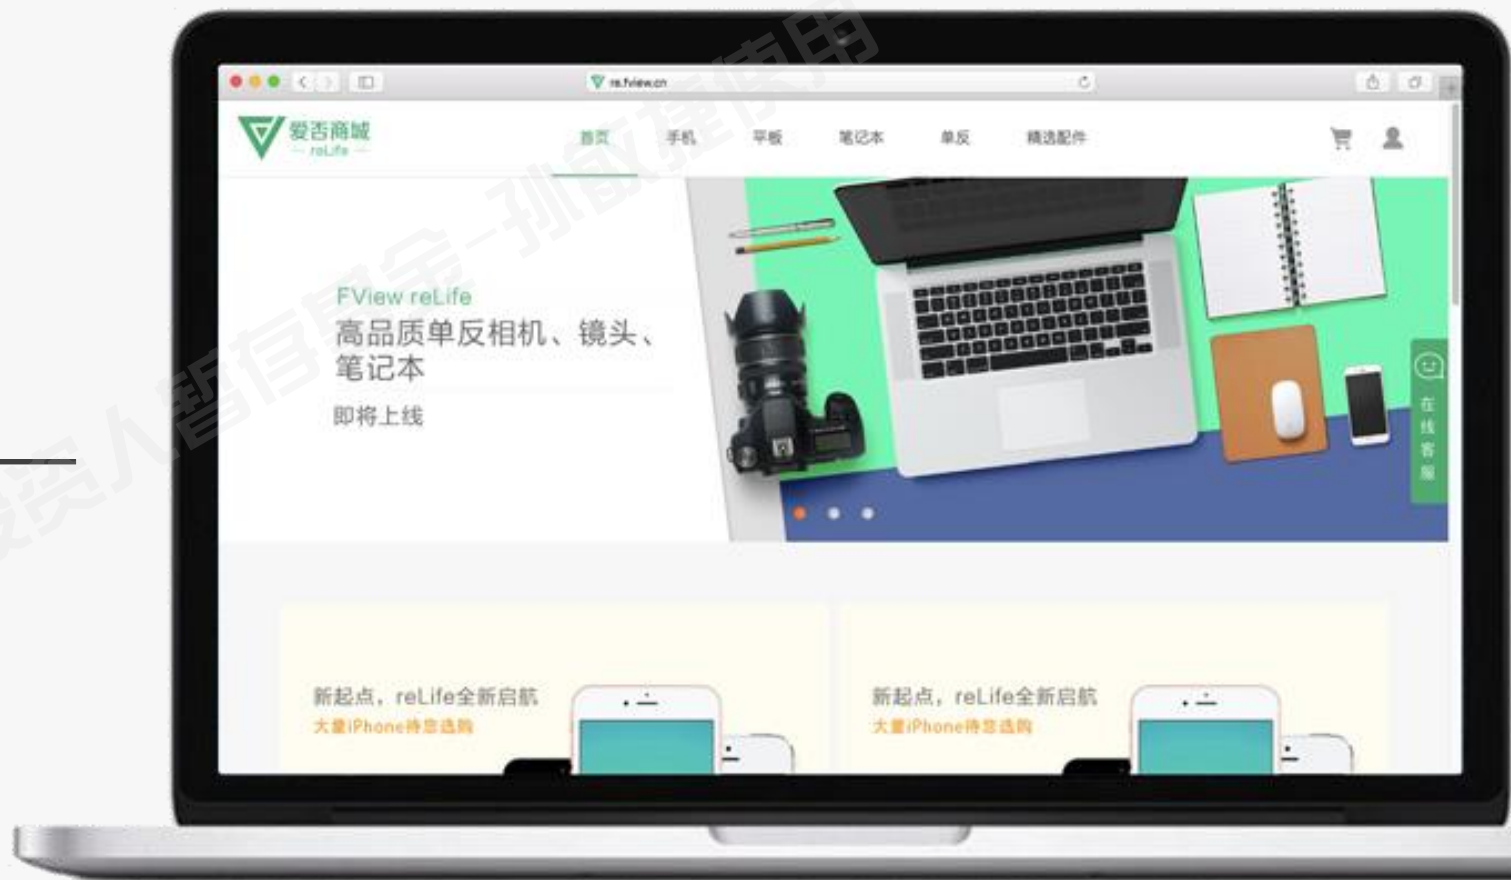 re.fview.cn
爱否商城
reLife
首页
手机
平板
笔记本
单反
精选配件
FView reLife
高品质单反相机、镜头、
笔记本
即将上线
在线客服
新起点，reLife全新启航
大量iPhone待您选购
新起点，reLife全新启航
大量iPhone待您选购